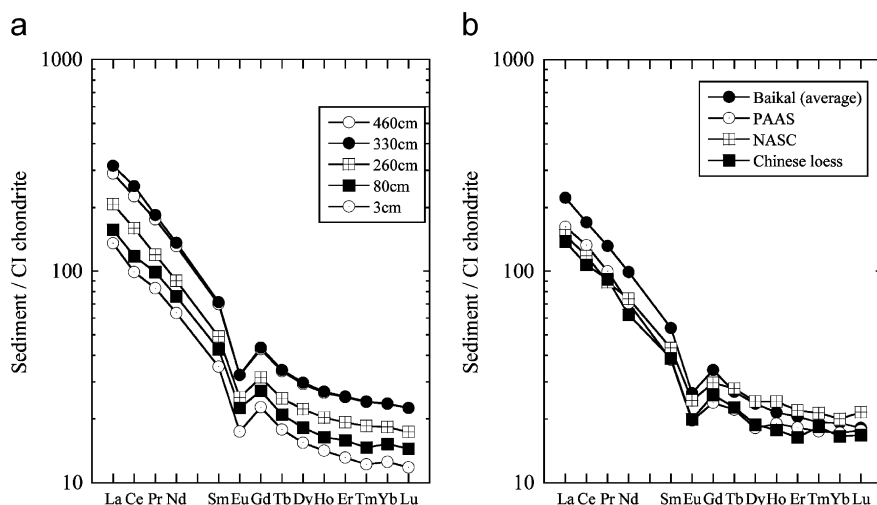 a
1000
100
10
Sediment / CI chondrite
460cm
330cm
260cm
80cm
3cm
La Ce Pr Nd Sm Eu Gd Tb Dy Ho Er Tm Yb Lu
b
1000
100
10
Sediment / CI chondrite
Baikal (average)
PAAS
NASC
Chinese loess
La Ce Pr Nd Sm Eu Gd Tb Dy Ho Er Tm Yb Lu